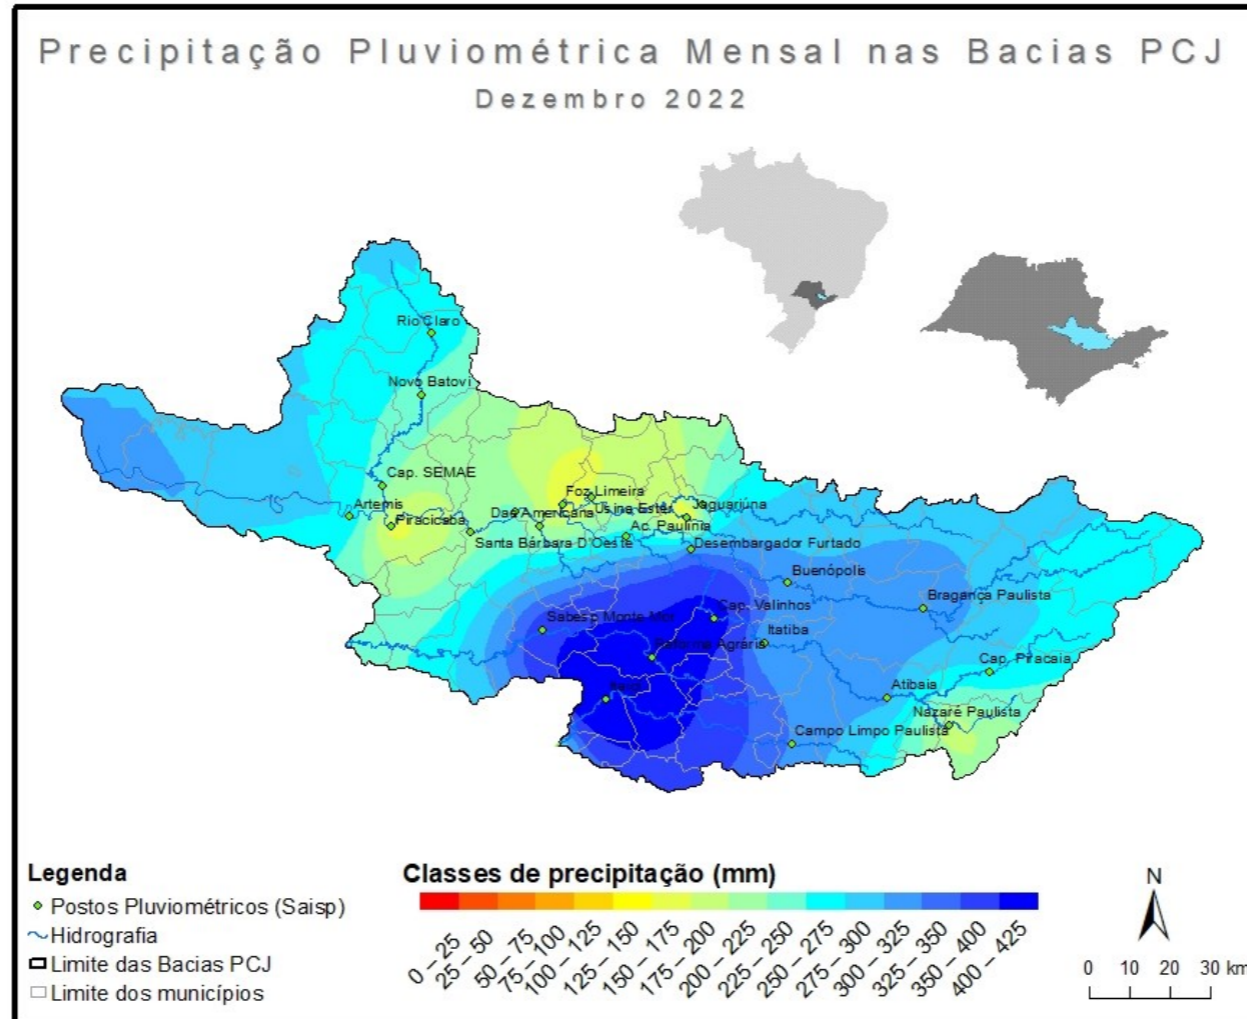 Precipitação Pluviométrica Mensal nas Bacias PCJ
Dezembro 2022
Rio Claro
Novo Batovi
Cap. SEMAE
Artemis
Piracicaba
Foz Limeira
Usina Ester
Jaguariúna
Americana
Ac. Paulínia
Santa Bárbara D'Oeste
Desembargador Furtado
Buenópolis
Bragança Paulista
Cap. Valinhos
Sabesp Monte Mor
Itatiba
Reforma Agrária
Cap. Piracaia
Atibaia
Nazaré Paulista
Campo Limpo Paulista
Legenda
Postos Pluviométricos (Saisp)
Hidrografia
Limite das Bacias PCJ
Limite dos municípios
Classes de precipitação (mm)
0 – 25
25 – 50
50 – 75
75 – 100
100 – 125
125 – 150
150 – 175
175 – 200
200 – 225
225 – 250
250 – 275
275 – 300
300 – 325
325 – 350
350 – 400
400 – 425
N
0 10 20 30 km